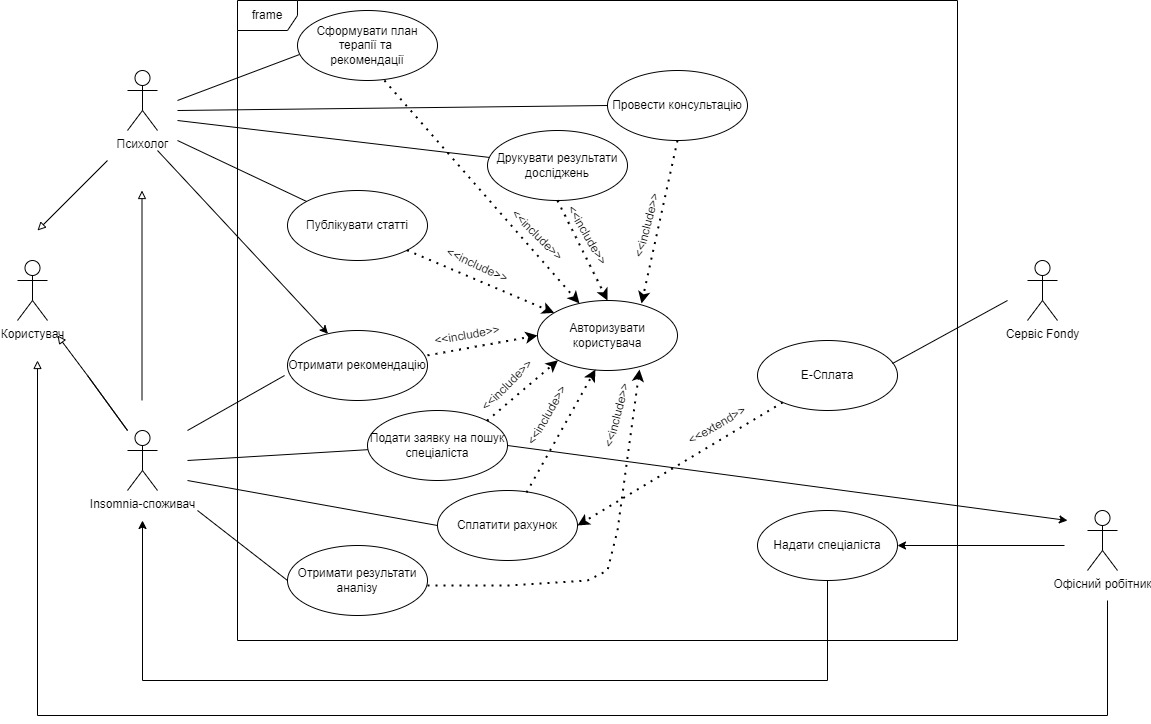 frame
Сформувати план
терапії та
рекомендації
Провести консультацію
Психолог
Друкувати результати
досліджень
Публікувати статті
<<include>>
<<include>>
<<include>>
<<include>>
Користувач
Авторизувати
користувача
Сервіс Fondy
<<include>>
Отримати рекомендацію
Е-Сплата
<<include>>
<<include>>
<<include>>
<<extend>>
Подати заявку на пошук
спеціаліста
Insomnia-споживач
Сплатити рахунок
Надати спеціаліста
Отримати результати
аналізу
Офісний робітник